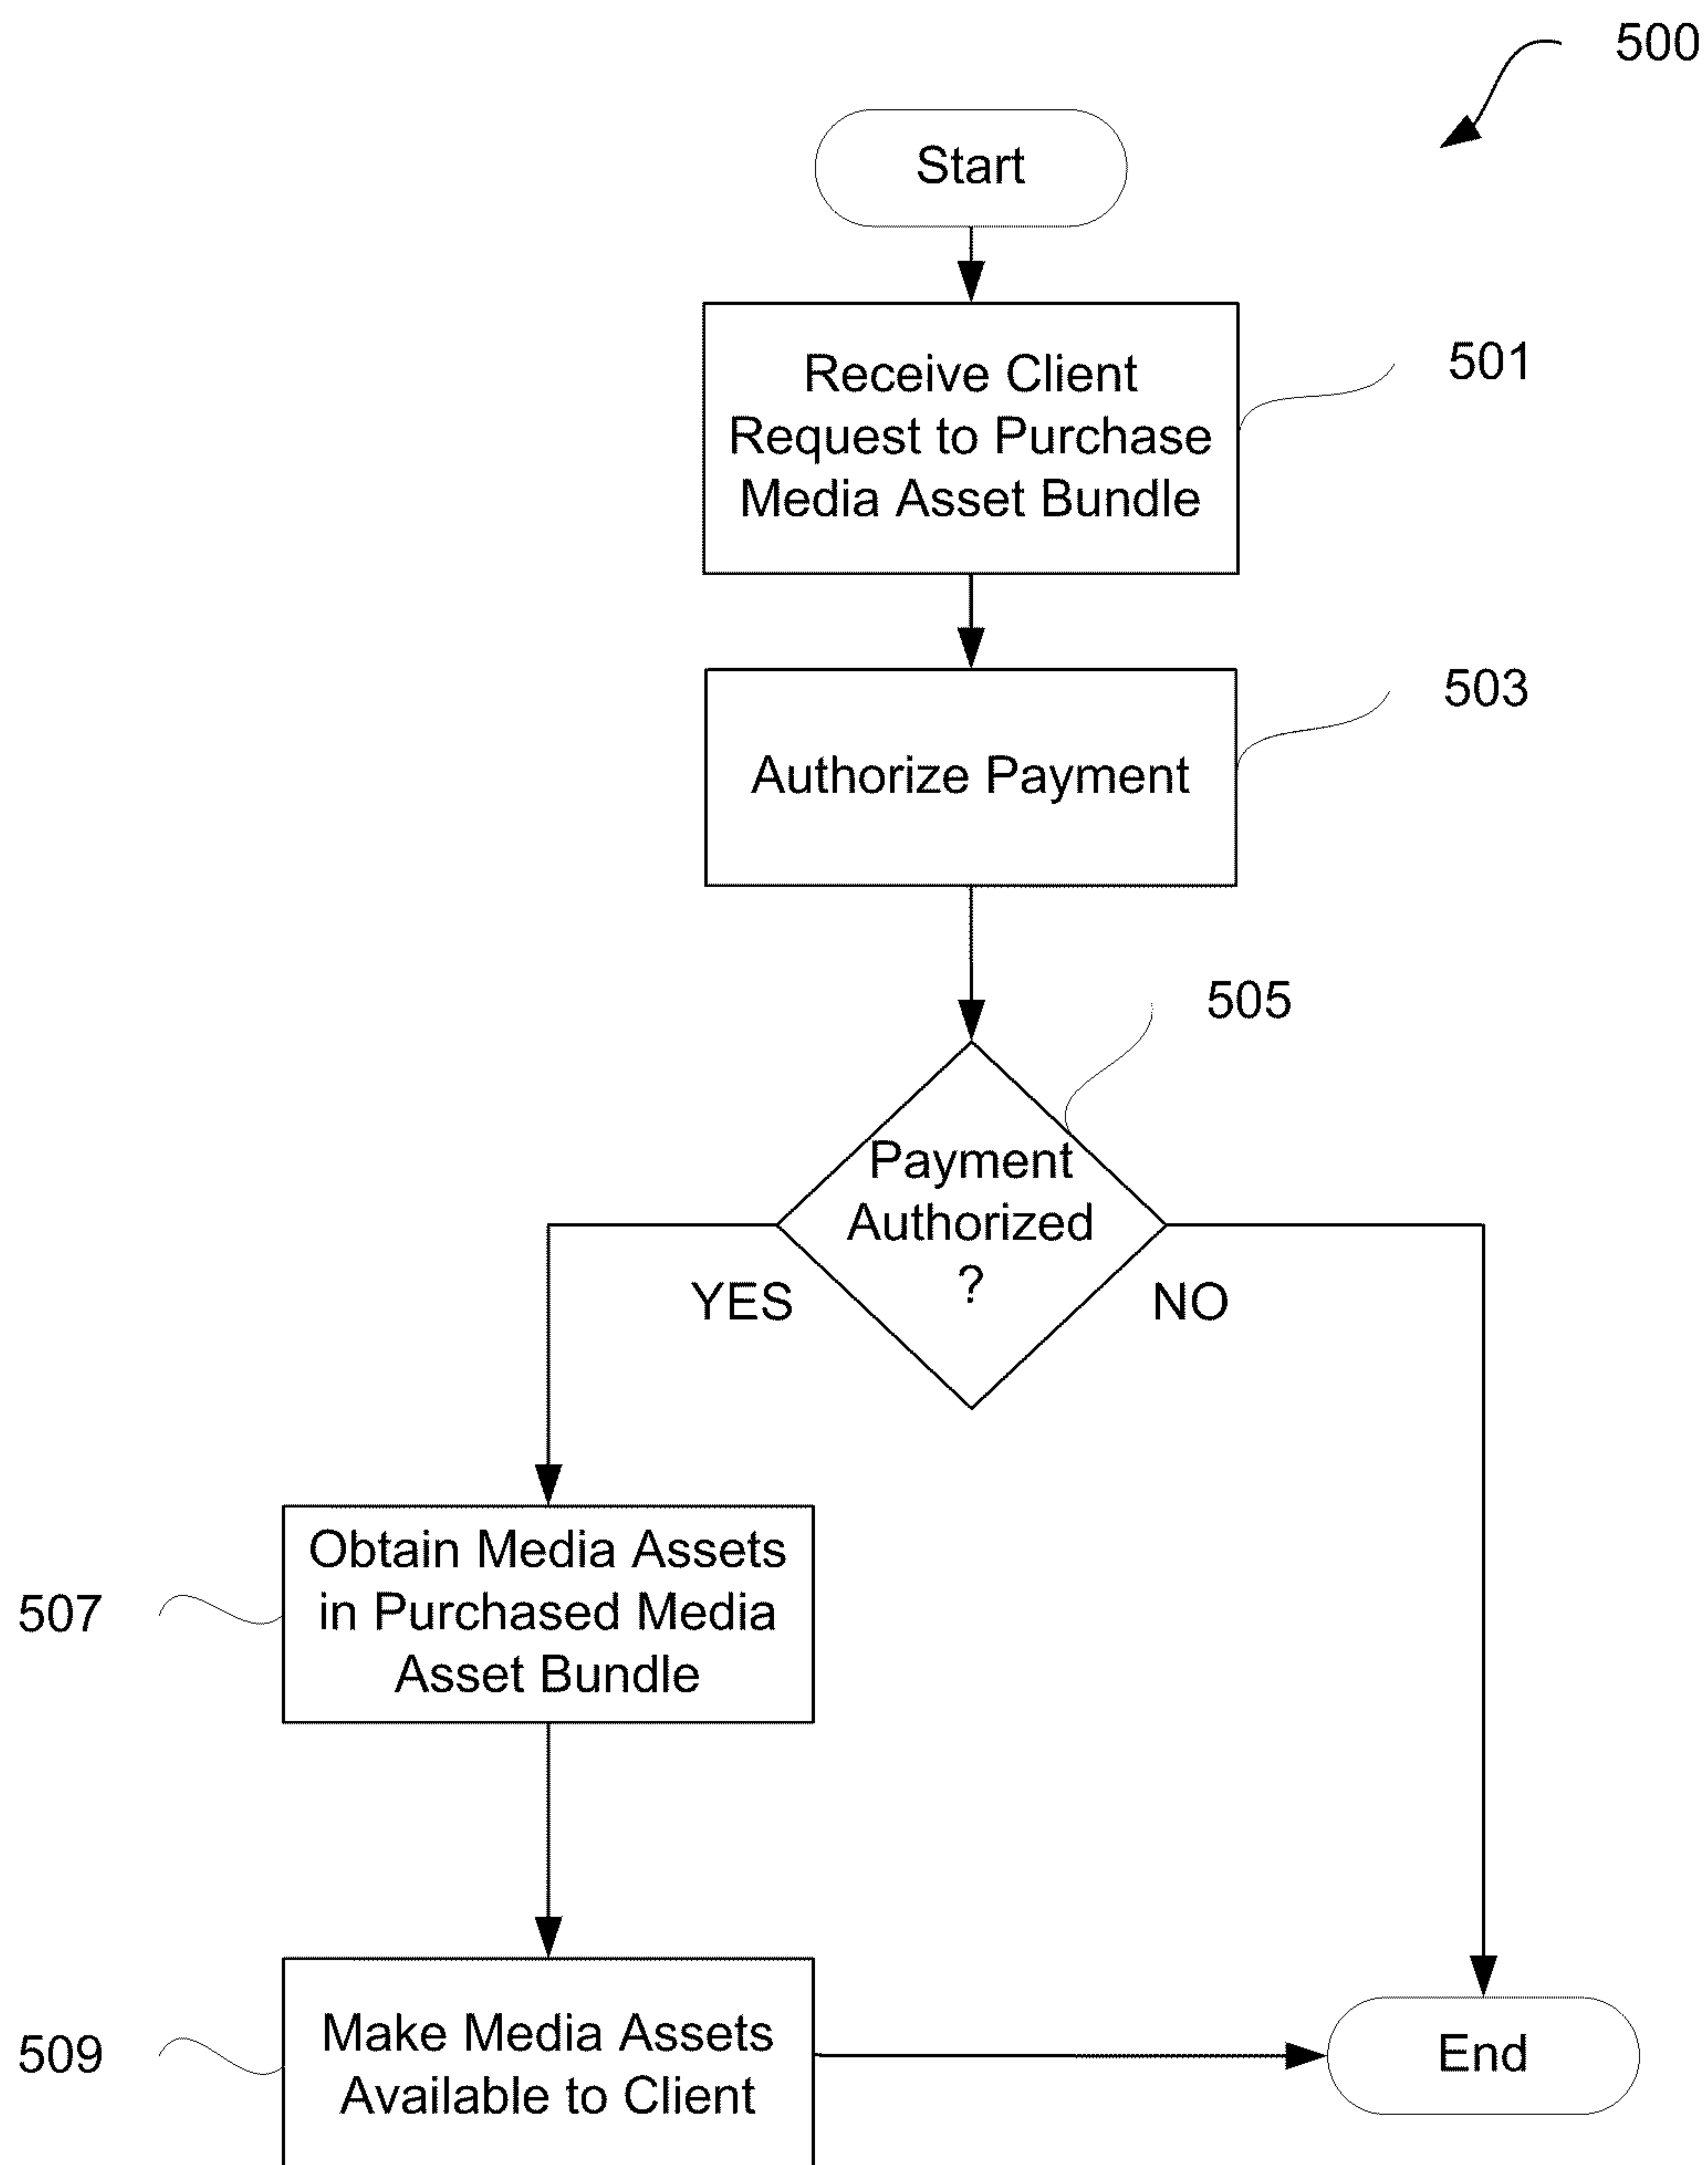 500
Start
Receive Client
Request to Purchase
Media Asset Bundle
501
Authorize Payment
503
505
Payment
Authorized
?
YES
NO
Obtain Media Assets
in Purchased Media
Asset Bundle
507
Make Media Assets
Available to Client
509
End